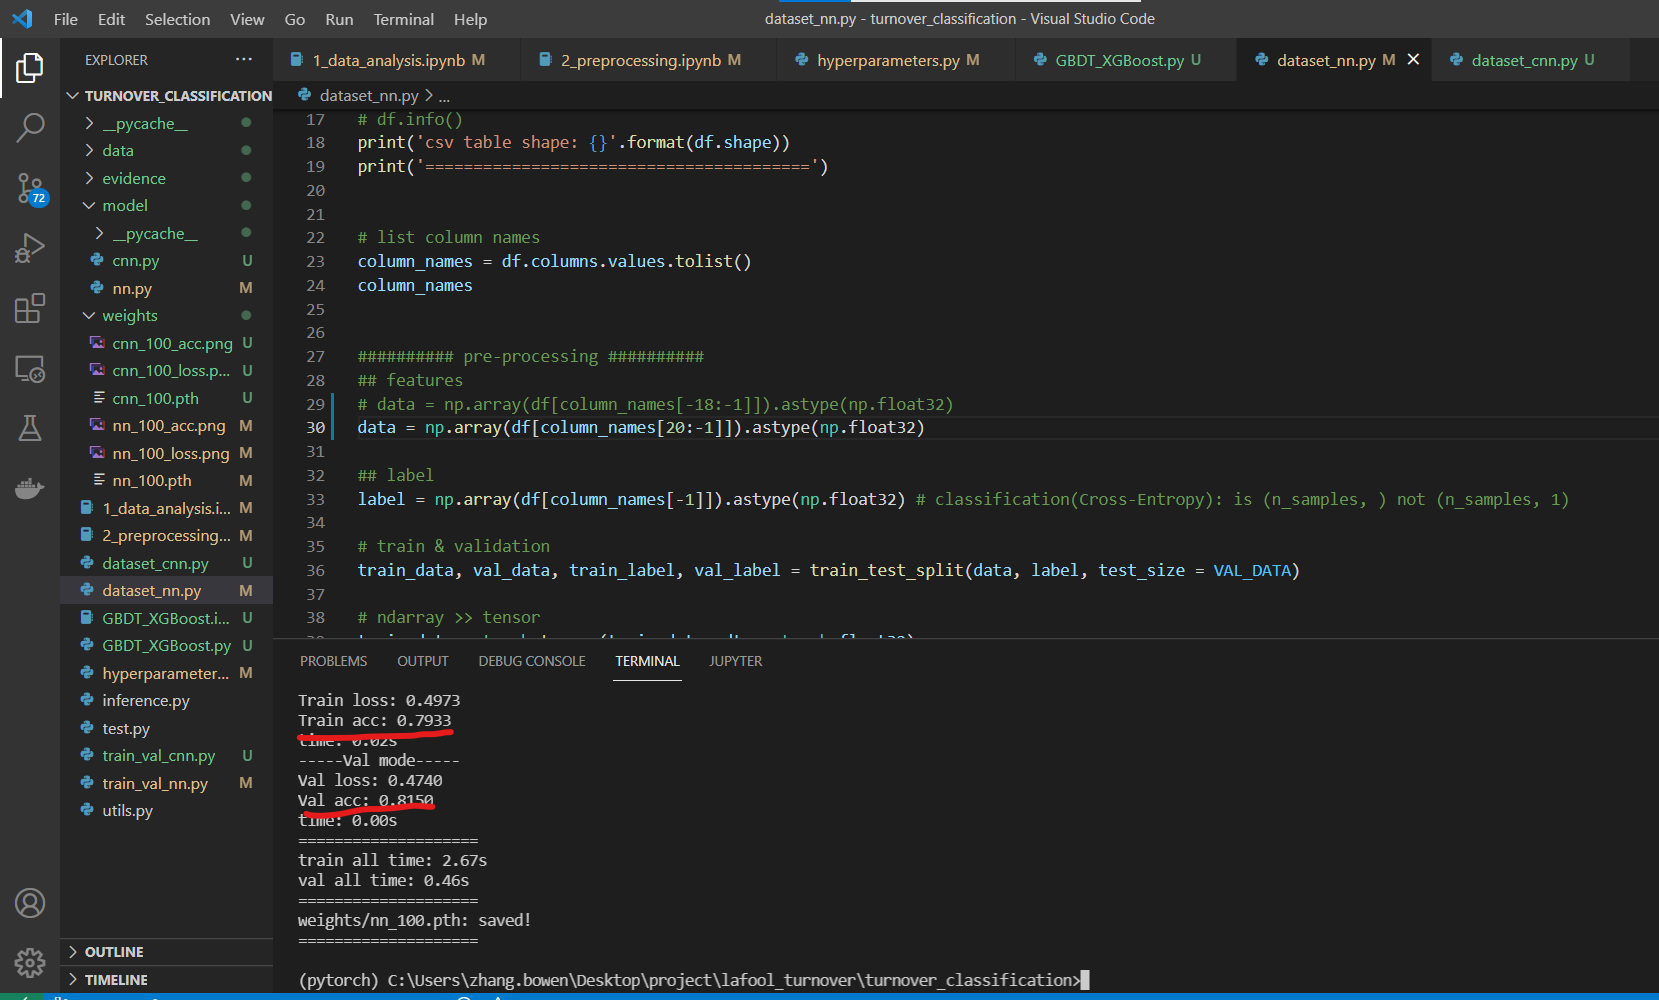 File Edit Selection View Go Run Terminal Help
dataset_nn.py - turnover_classification - Visual Studio Code
EXPLORER ...
1_data_analysis.ipynb M 2_preprocessing.ipynb M hyperparameters.py M GBDT_XGBoost.py U dataset_nn.py M dataset_cnn.py U
TURNOVER_CLASSIFICATION
__pycache__
data
evidence
model
__pycache__
cnn.py U
nn.py M
weights
cnn_100_acc.png U
cnn_100_loss.p... U
cnn_100.pth U
nn_100_acc.png M
nn_100_loss.png M
nn_100.pth M
1_data_analysis.i... M
2_preprocessing... M
dataset_cnn.py U
dataset_nn.py M
GBDT_XGBoost.i... U
GBDT_XGBoost.py U
hyperparameter... M
inference.py
test.py
train_val_cnn.py U
train_val_nn.py M
utils.py
OUTLINE
TIMELINE
72
dataset_nn.py > ...
17 # df.info()
18 print('csv table shape: {}'.format(df.shape))
19 print('========================================')
20
21
22 # list column names
23 column_names = df.columns.values.tolist()
24 column_names
25
26
27 ########## pre-processing ##########
28 ## features
29 # data = np.array(df[column_names[-18:-1]]).astype(np.float32)
30 data = np.array(df[column_names[20:-1]]).astype(np.float32)
31
32 ## label
33 label = np.array(df[column_names[-1]]).astype(np.float32) # classification(Cross-Entropy): is (n_samples, ) not (n_samples, 1)
34
35 # train & validation
36 train_data, val_data, train_label, val_label = train_test_split(data, label, test_size = VAL_DATA)
37
38 # ndarray >> tensor
PROBLEMS OUTPUT DEBUG CONSOLE TERMINAL JUPYTER
Train loss: 0.4973
Train acc: 0.7933
time: 0.02s
-----Val mode-----
Val loss: 0.4740
Val acc: 0.8150
time: 0.00s
====================
train all time: 2.67s
val all time: 0.46s
====================
weights/nn_100.pth: saved!
====================
(pytorch) C:\Users\zhang.bowen\Desktop\project\lafool_turnover\turnover_classification>